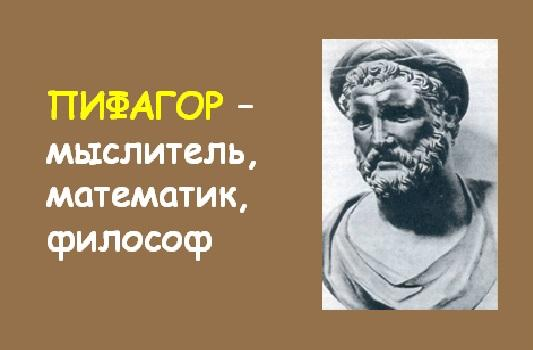 ПИФАГОР –
мыслитель,
математик,
философ